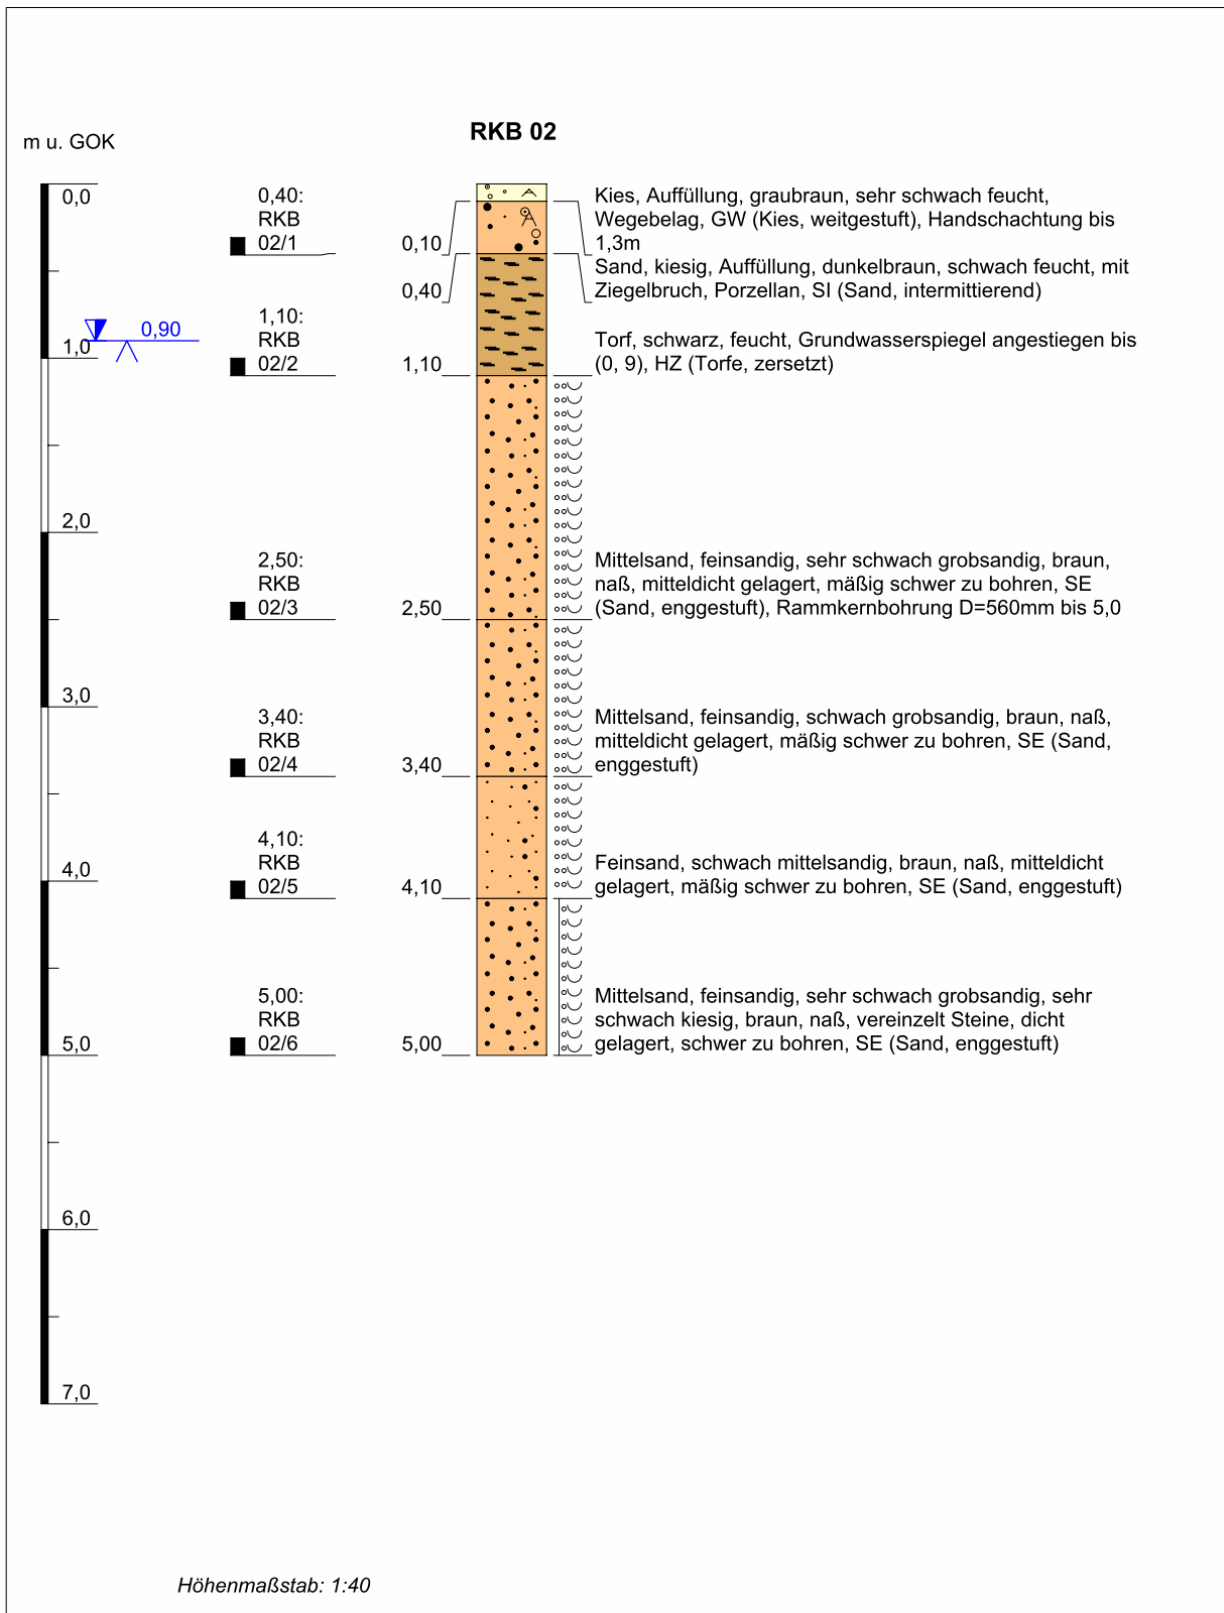 RKB 02
m u. GOK
0,0
1,0
2,0
3,0
4,0
5,0
6,0
7,0
0,90
0,40:
RKB
02/1
1,10:
RKB
02/2
2,50:
RKB
02/3
3,40:
RKB
02/4
4,10:
RKB
02/5
5,00:
RKB
02/6
0,10
0,40
1,10
2,50
3,40
4,10
5,00
Kies, Auffüllung, graubraun, sehr schwach feucht,
Wegebelag, GW (Kies, weitgestuft), Handschachtung bis
1,3m
Sand, kiesig, Auffüllung, dunkelbraun, schwach feucht, mit
Ziegelbruch, Porzellan, SI (Sand, intermittierend)
Torf, schwarz, feucht, Grundwasserspiegel angestiegen bis
(0, 9), HZ (Torfe, zersetzt)
Mittelsand, feinsandig, sehr schwach grobsandig, braun,
naß, mitteldicht gelagert, mäßig schwer zu bohren, SE
(Sand, enggestuft), Rammkernbohrung D=560mm bis 5,0
Mittelsand, feinsandig, schwach grobsandig, braun, naß,
mitteldicht gelagert, mäßig schwer zu bohren, SE (Sand,
enggestuft)
Feinsand, schwach mittelsandig, braun, naß, mitteldicht
gelagert, mäßig schwer zu bohren, SE (Sand, enggestuft)
Mittelsand, feinsandig, sehr schwach grobsandig, sehr
schwach kiesig, braun, naß, vereinzelt Steine, dicht
gelagert, schwer zu bohren, SE (Sand, enggestuft)
Höhenmaßstab: 1:40